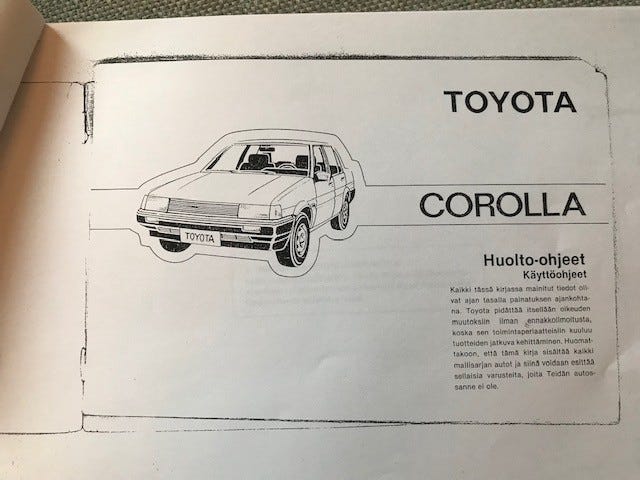 TOYOTA
TOYOTA
COROLLA
Huolto-ohjeet
Käyttöohjeet
Kaikki tässä kirjassa mainitut tiedot oli-
vat ajan tasalla painatuksen ajankohta-
na. Toyota pidättää itsellään oikeuden
muutoksiin ilman ennakkoilmoitusta,
koska sen toimintaperiaatteisiin kuuluu
tuotteiden jatkuva kehittäminen. Huomat-
takoon, että tämä kirja sisältää kaikki
mallisarjan autot ja siinä voidaan esittää
sellaisia varusteita, joita Teidän autos-
sanne ei ole.